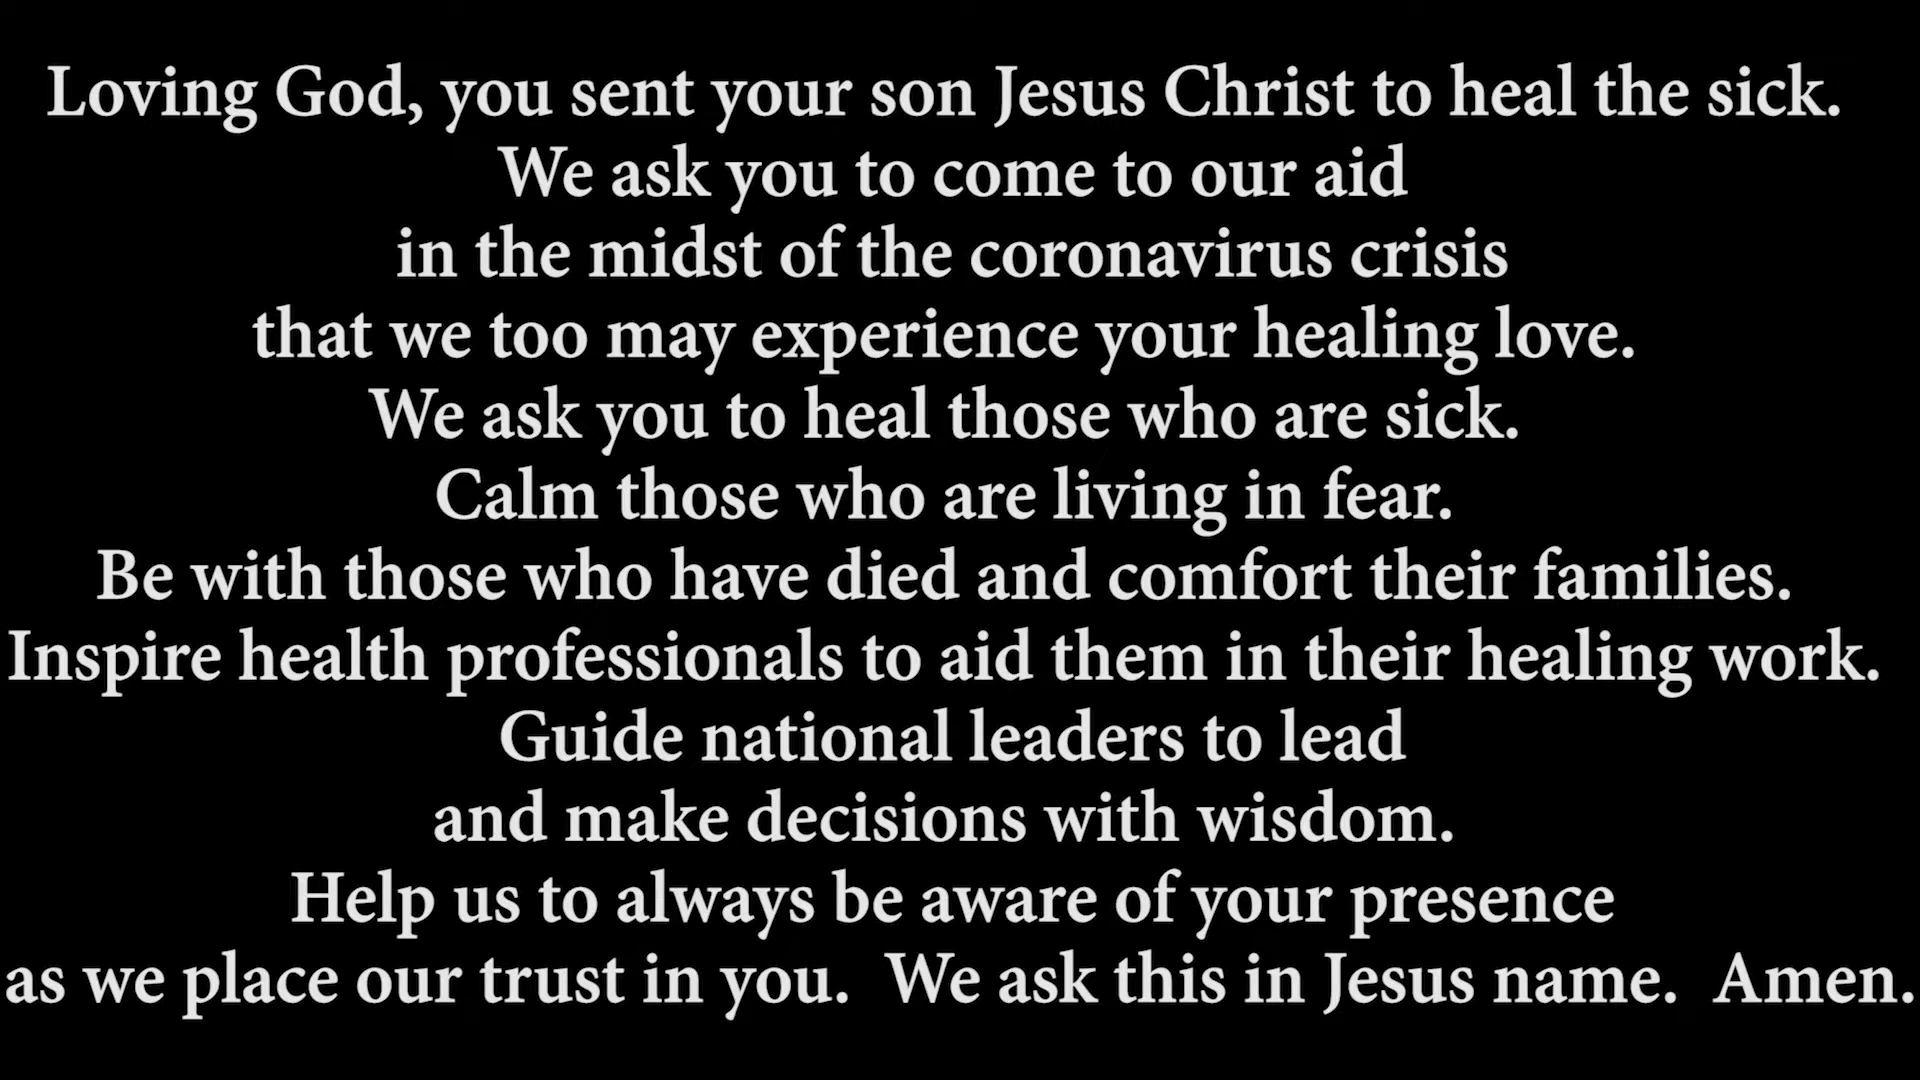 Loving God, you sent your son Jesus Christ to heal the sick.
We ask you to come to our aid
in the midst of the coronavirus crisis
that we too may experience your healing love.
We ask you to heal those who are sick.
Calm those who are living in fear.
Be with those who have died and comfort their families.
Inspire health professionals to aid them in their healing work.
Guide national leaders to lead
and make decisions with wisdom.
Help us to always be aware of your presence
as we place our trust in you.  We ask this in Jesus name.  Amen.